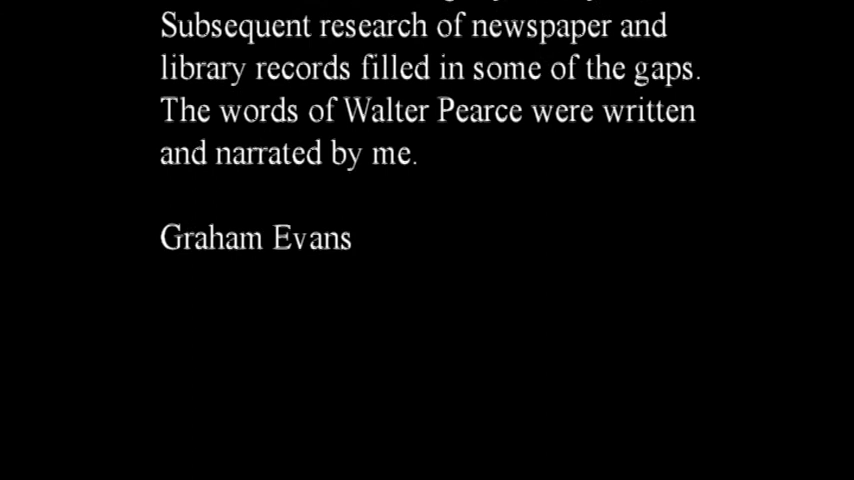 Subsequent research of newspaper and
library records filled in some of the gaps.
The words of Walter Pearce were written
and narrated by me.
Graham Evans